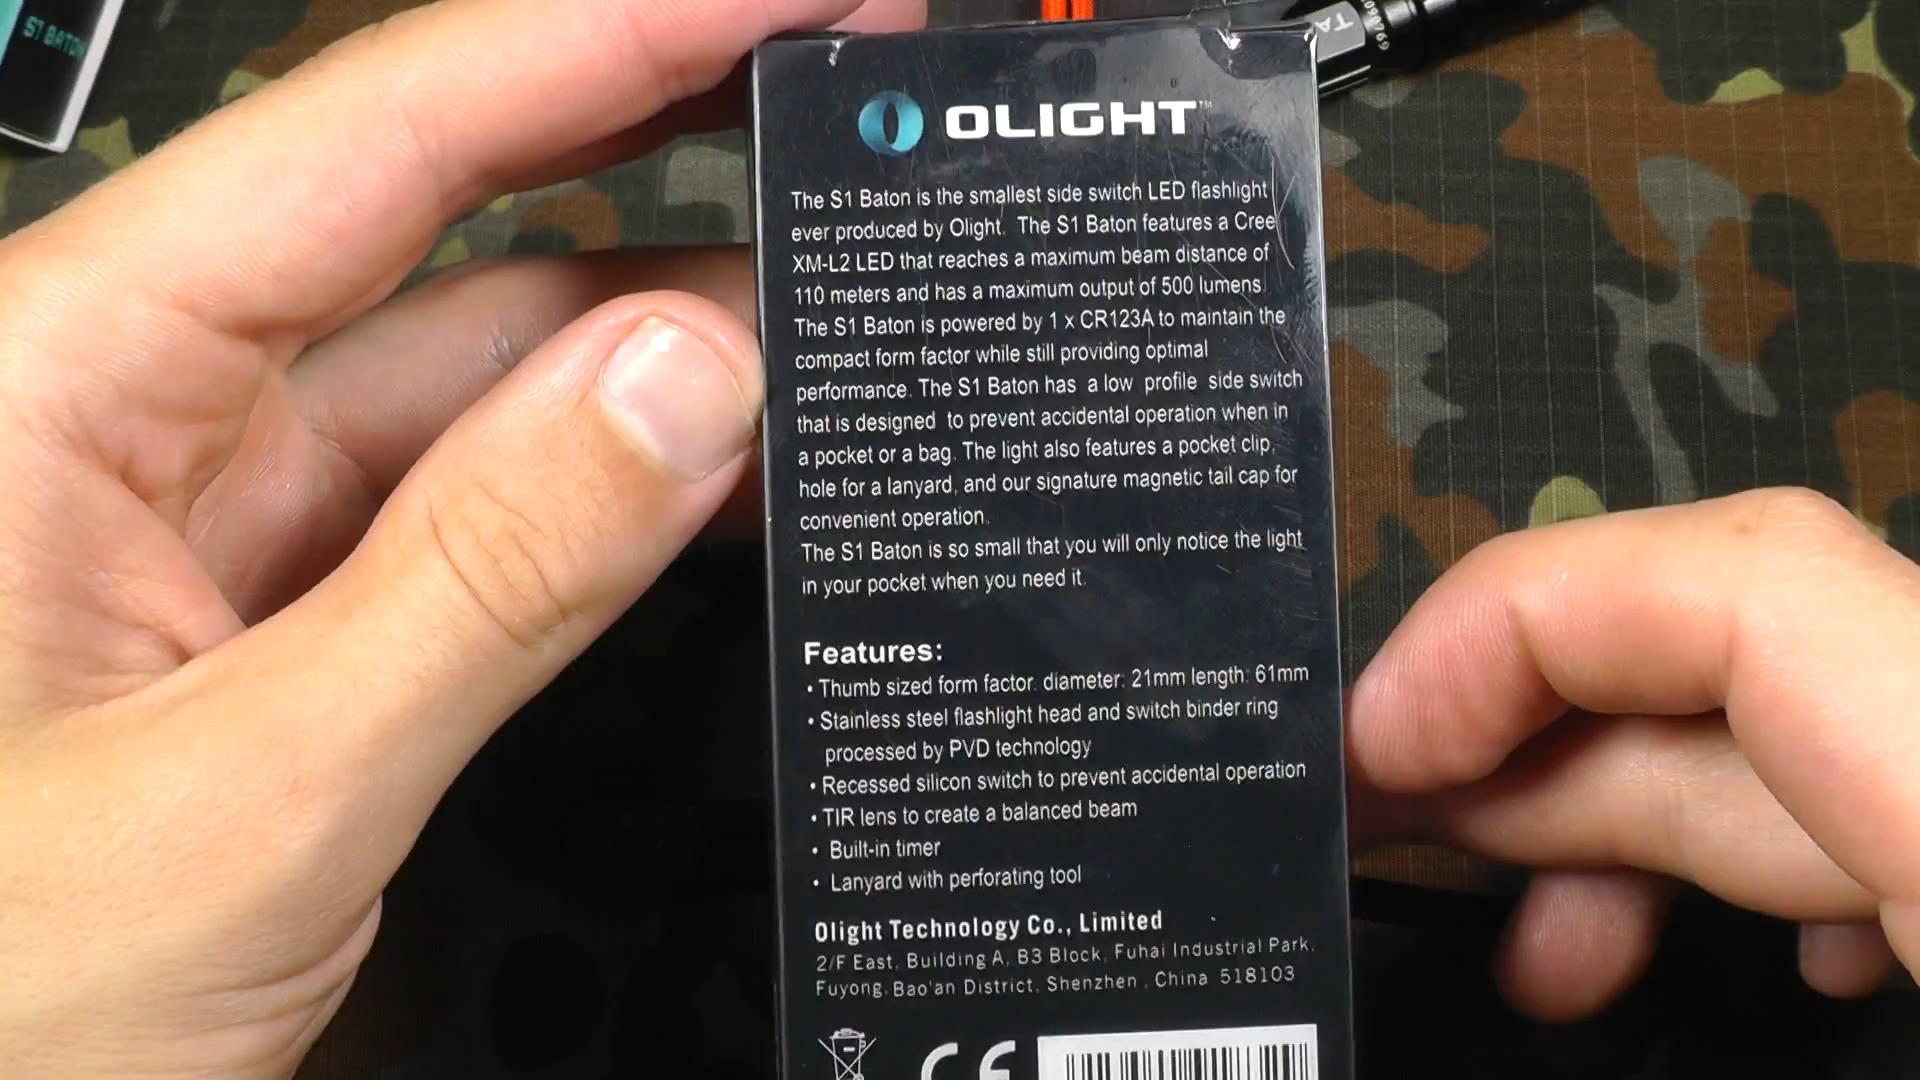 S1 BATON
TA
090769
OLIGHT™
The S1 Baton is the smallest side switch LED flashlight
ever produced by Olight. The S1 Baton features a Cree
XM-L2 LED that reaches a maximum beam distance of
110 meters and has a maximum output of 500 lumens.
The S1 Baton is powered by 1 x CR123A to maintain the
compact form factor while still providing optimal
performance. The S1 Baton has a low profile side switch
that is designed to prevent accidental operation when in
a pocket or a bag. The light also features a pocket clip,
hole for a lanyard, and our signature magnetic tail cap for
convenient operation.
The S1 Baton is so small that you will only notice the light
in your pocket when you need it.
Features:
• Thumb sized form factor. diameter: 21mm length: 61mm
• Stainless steel flashlight head and switch binder ring
processed by PVD technology
• Recessed silicon switch to prevent accidental operation
• TIR lens to create a balanced beam
• Built-in timer
• Lanyard with perforating tool
Olight Technology Co., Limited
2/F East, Building A, B3 Block, Fuhai Industrial Park,
Fuyong, Bao'an District, Shenzhen , China 518103
CE